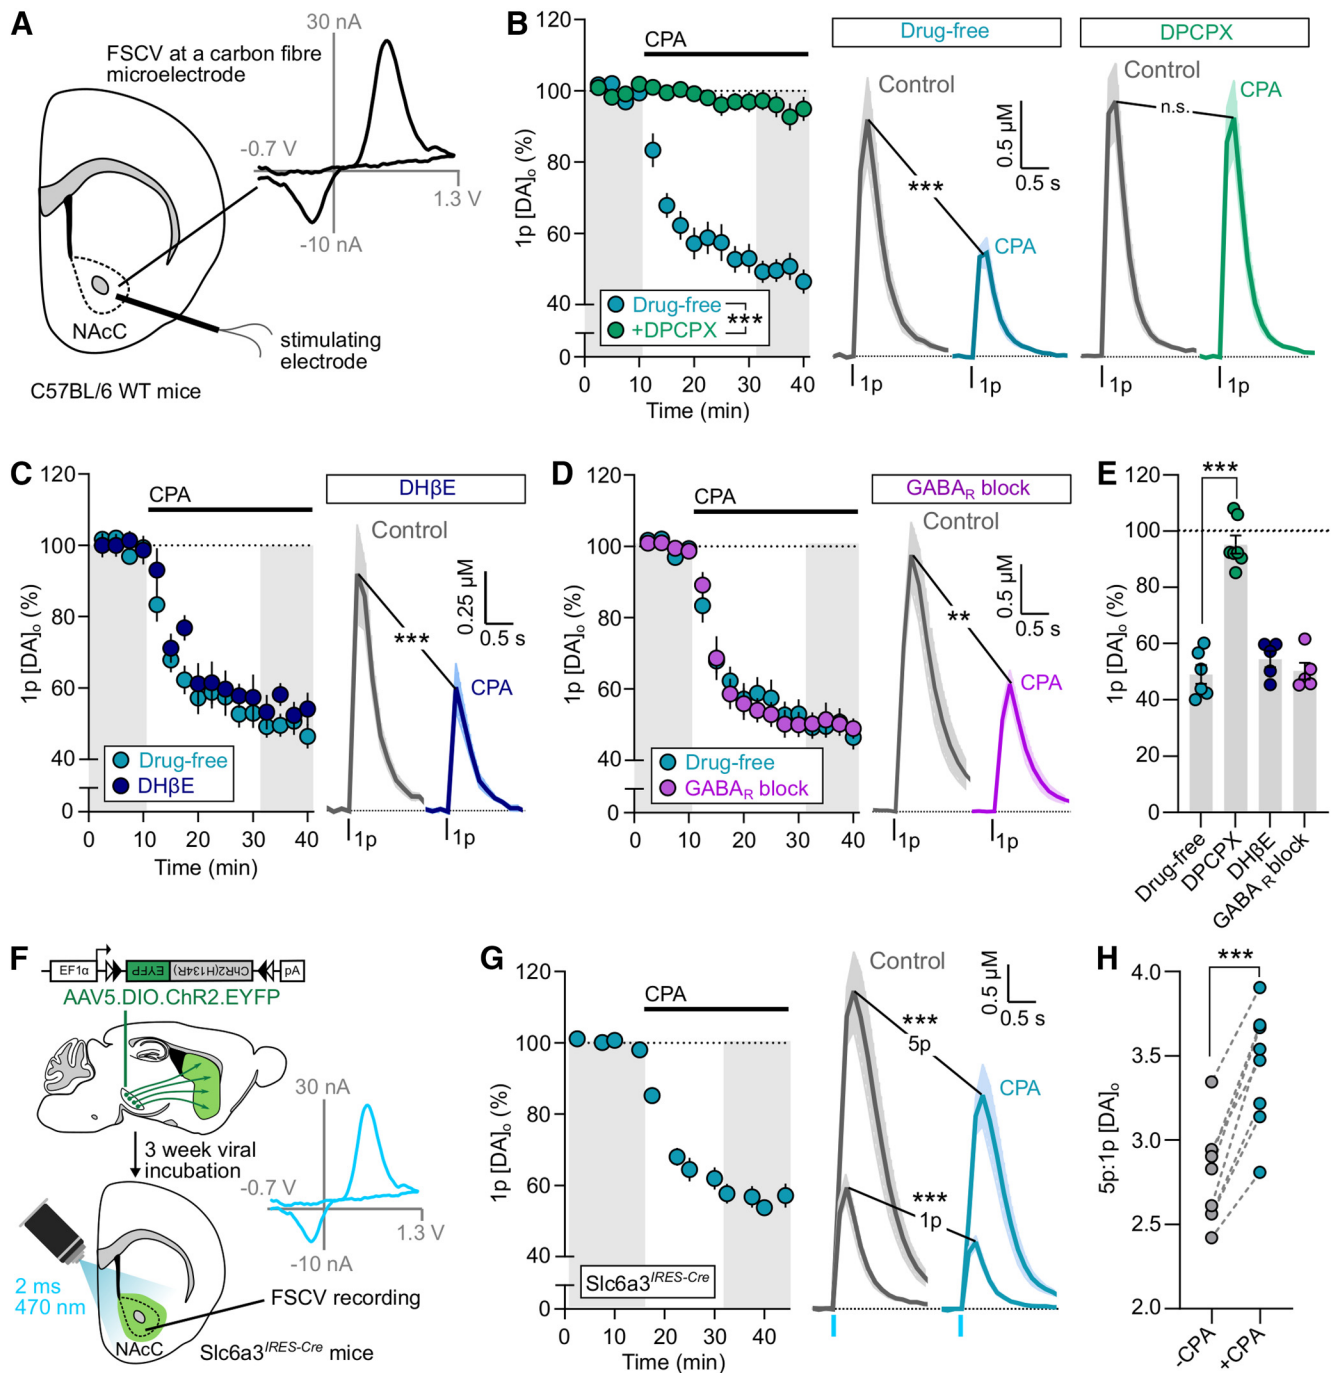 A
FSCV at a carbon fibre
microelectrode
30 nA
-0.7 V
1.3 V
-10 nA
NAcC
stimulating
electrode
C57BL/6 WT mice
B
120
100
80
60
40
0
1p [DA]o (%)
CPA
Drug-free
+DPCPX
***
0 10 20 30 40
Time (min)
Drug-free
Control
***
CPA
0.5 µM
0.5 s
1p
1p
DPCPX
Control
n.s.
CPA
1p
1p
C
120
100
80
60
40
0
1p [DA]o (%)
CPA
Drug-free
DHβE
0 10 20 30 40
Time (min)
DHβE
Control
***
CPA
0.25 µM
0.5 s
1p
1p
D
120
100
80
60
40
0
1p [DA]o (%)
CPA
Drug-free
GABAR block
0 10 20 30 40
Time (min)
GABAR block
Control
**
CPA
0.5 µM
0.5 s
1p
1p
E
***
120
100
80
60
40
20
0
1p [DA]o (%)
Drug-free
DPCPX
DHβE
GABA R block
F
EF1α
EYFP
ChR2(H134R)
pA
AAV5.DIO.ChR2.EYFP
3 week viral
incubation
30 nA
-0.7 V
1.3 V
-10 nA
2 ms
470 nm
FSCV recording
NAcC
Slc6a3IRES-Cre mice
G
120
100
80
60
40
0
1p [DA]o (%)
CPA
Slc6a3IRES-Cre
0 10 20 30 40
Time (min)
Control
***
5p
CPA
***
1p
0.5 µM
0.5 s
H
***
4.0
3.5
3.0
2.5
2.0
5p:1p [DA]o
-CPA
+CPA